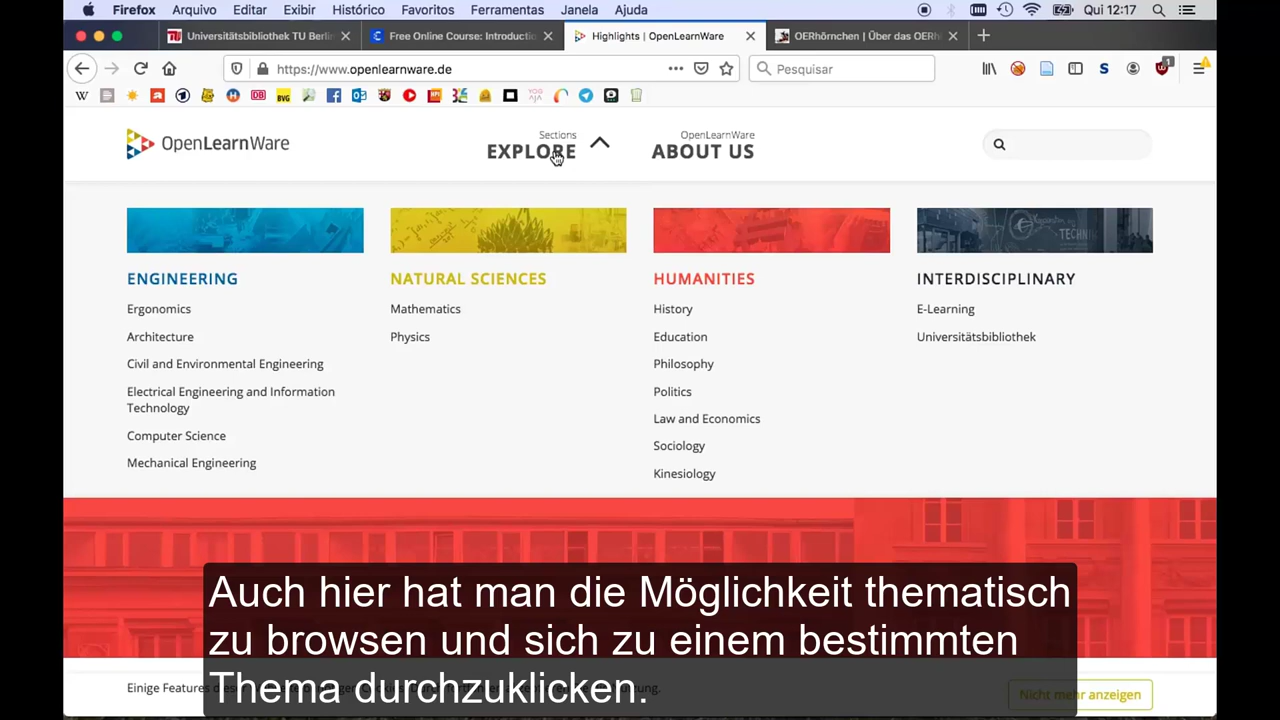 Firefox Arquivo Editar Exibir Histórico Favoritos Ferramentas Janela Ajuda Qui 12:17
Universitätsbibliothek TU Berlin
Free Online Course: Introductio
Highlights | OpenLearnWare
OERhörnchen | Über das OERh
https://www.openlearnware.de
Pesquisar
OpenLearnWare
Sections
EXPLORE
OpenLearnWare
ABOUT US
ENGINEERING
Ergonomics
Architecture
Civil and Environmental Engineering
Electrical Engineering and Information
Technology
Computer Science
Mechanical Engineering
NATURAL SCIENCES
Mathematics
Physics
HUMANITIES
History
Education
Philosophy
Politics
Law and Economics
Sociology
Kinesiology
INTERDISCIPLINARY
E-Learning
Universitätsbibliothek
Auch hier hat man die Möglichkeit thematisch
zu browsen und sich zu einem bestimmten
Thema durchzuklicken.
Einige Features
Nicht mehr anzeigen